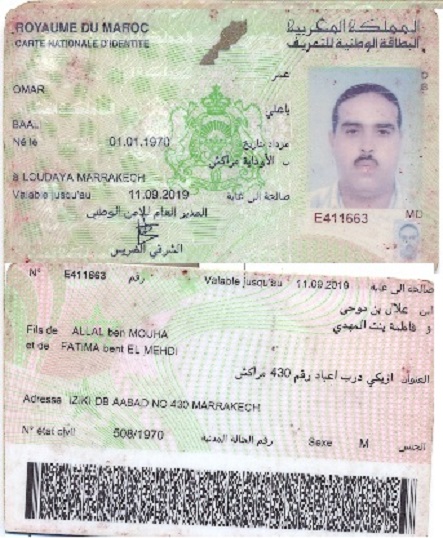 ROYAUME DU MAROC
المملكة المغربية
CARTE NATIONALE D'IDENTITE
البطاقة الوطنية للتعريف
عمر
OMAR
باعلي
BAALI
Né le 01.01.1970 مزداد بتاريخ
ب الأوداية مراكش
à LOUDAYA MARRAKECH
Valable jusqu'au 11.09.2019 صالحة الى غاية
المدير العام للأمن الوطني
الشرقي الضريس
E411663
MD
N° E411663 رقم Valable jusqu'au 11.09.2019 صالحة الى غاية
ابن علال بن موحى
و فاطمة بنت المهدي
Fils de ALLAL ben MOUHA
et de FATIMA bent EL MEHDI
العنوان ازيكي درب اعباد رقم 430 مراكش
Adresse IZIKI DB AABAD NO 430 MARRAKECH
N° état civil 508/1970 رقم الحالة المدنية Sexe M الجنس